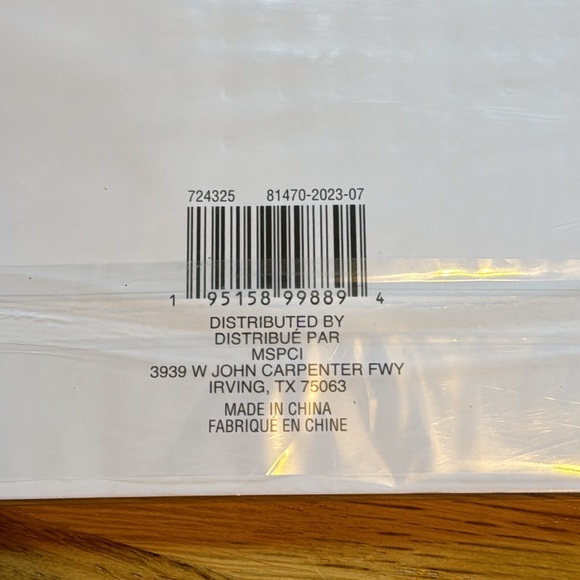 724325 81470-2023-07
1 95158 99889 4
DISTRIBUTED BY
DISTRIBUÉ PAR
MSPCI
3939 W JOHN CARPENTER FWY
IRVING, TX 75063
MADE IN CHINA
FABRIQUE EN CHINE